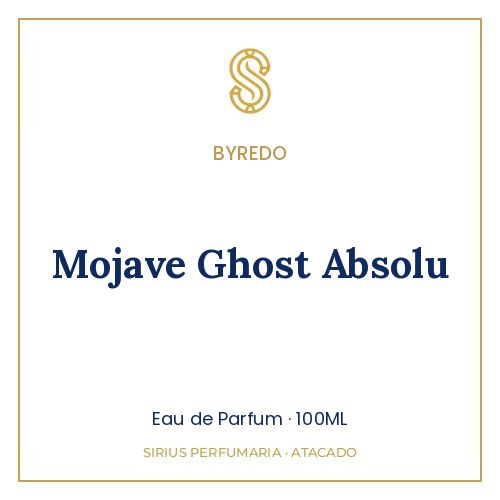 BYREDO
Mojave Ghost Absolu
Eau de Parfum · 100ML
SIRIUS PERFUMARIA · ATACADO